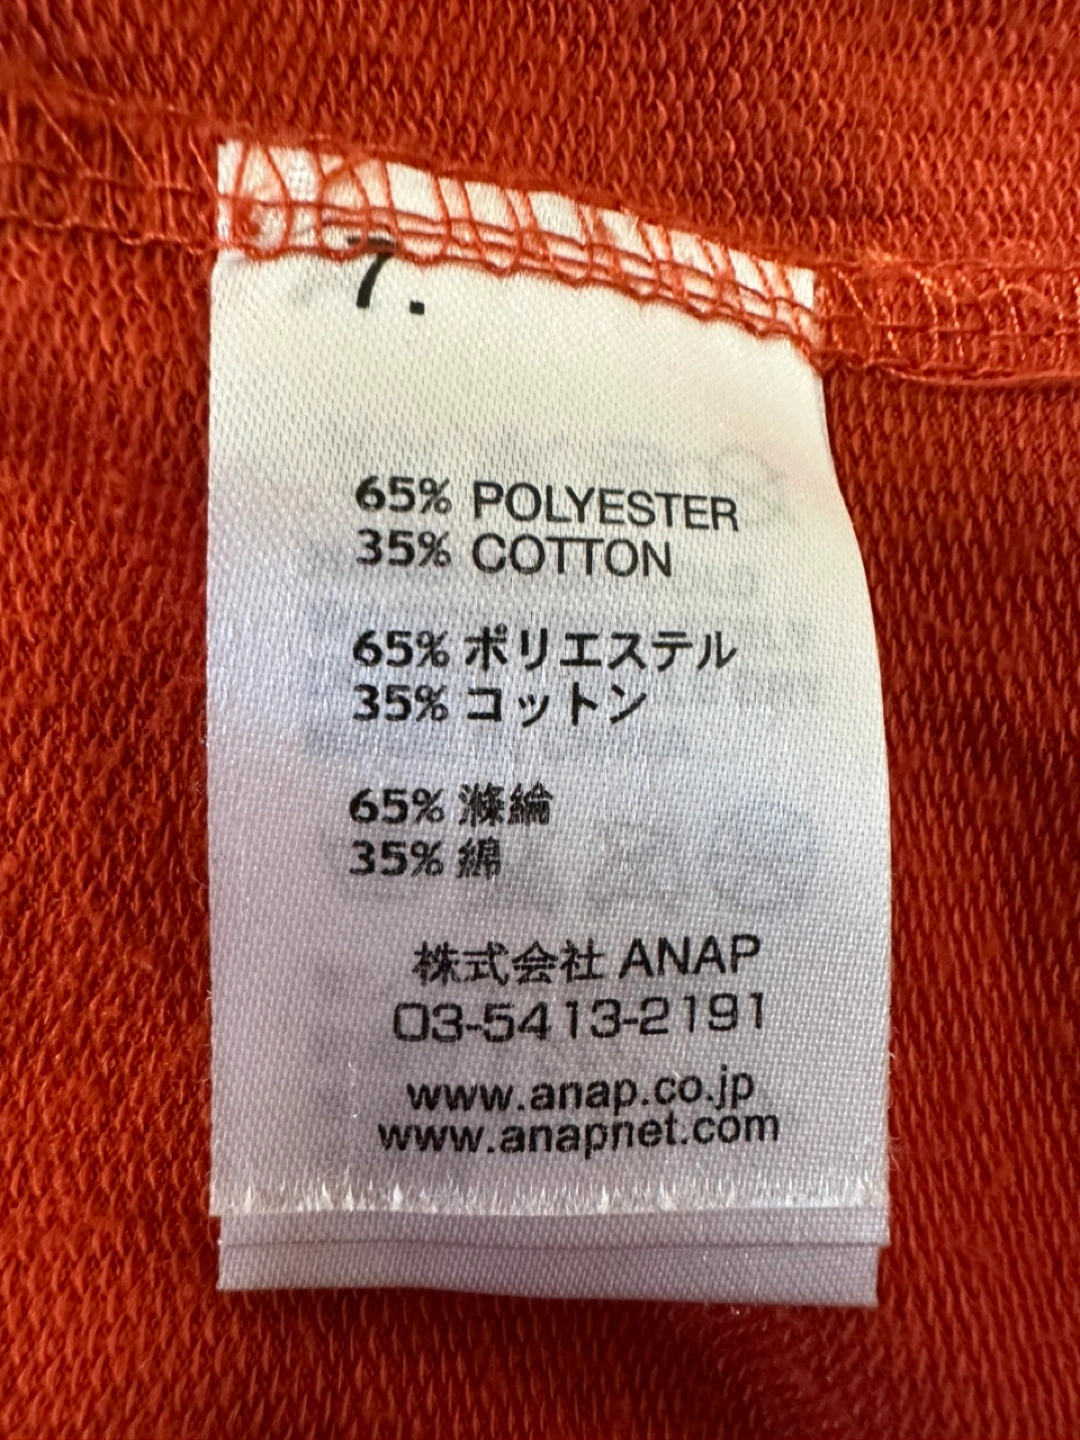 7.
65% POLYESTER
35% COTTON
65% ポリエステル
35% コットン
65% 滌綸
35% 綿
株式会社 ANAP
03-5413-2191
www.anap.co.jp
www.anapnet.com